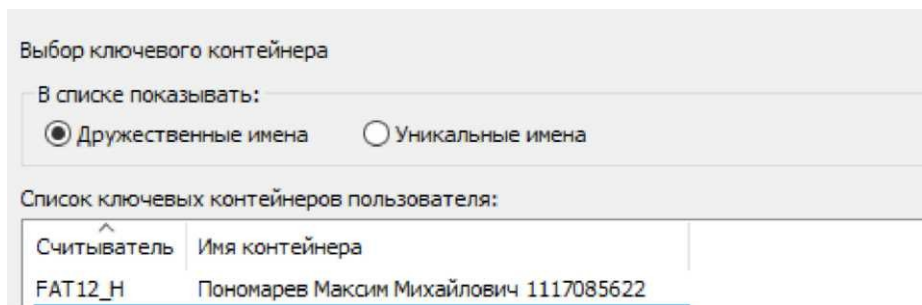 Выбор ключевого контейнера
В списке показывать:
Дружественные имена Уникальные имена
Список ключевых контейнеров пользователя:
Считыватель Имя контейнера
FAT12_H Пономарев Максим Михайлович 1117085622